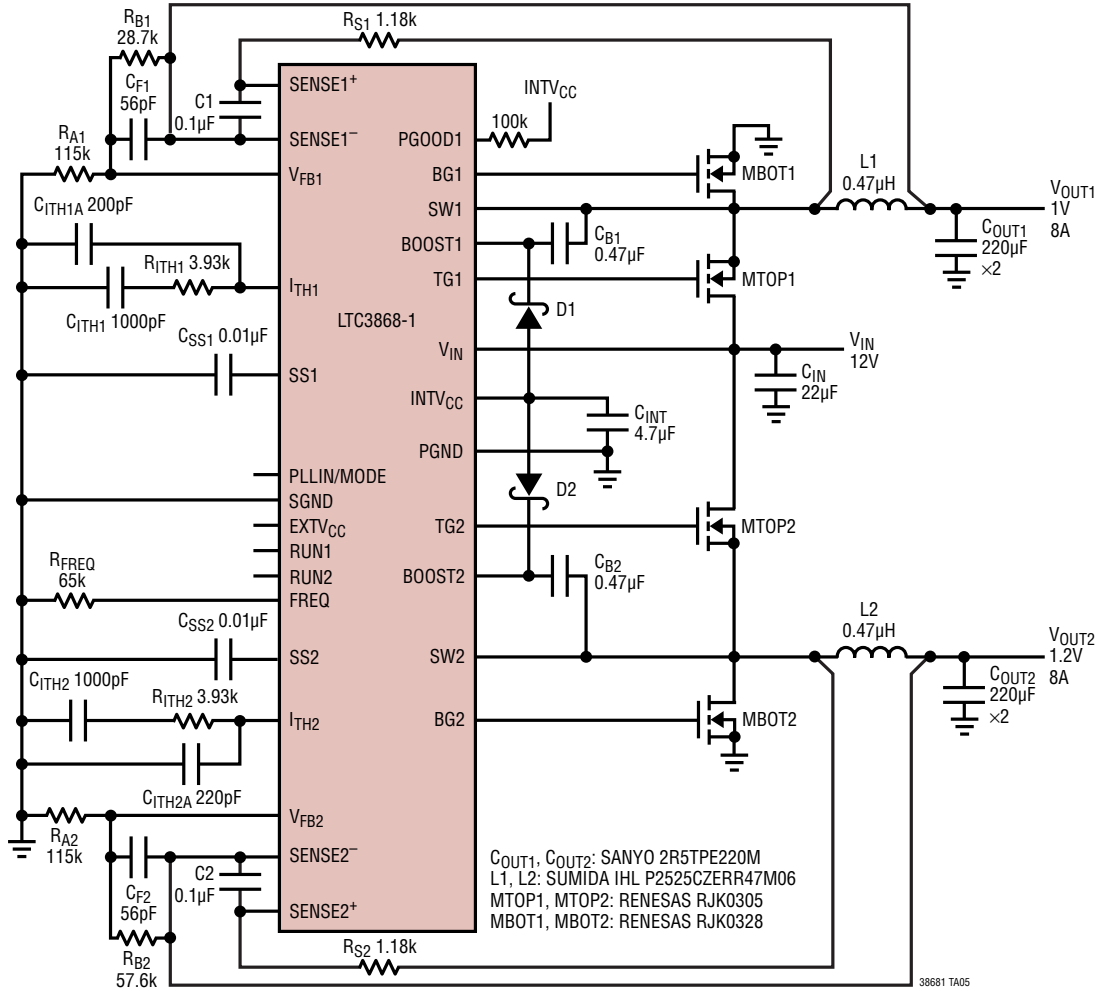 RB1
28.7k
CF1
56pF
RA1
115k
C1
0.1µF
RS1 1.18k
SENSE1+
SENSE1−
VFB1
CITH1A 200pF
RITH1 3.93k
CITH1 1000pF
ITH1
CSS1 0.01µF
SS1
PLLIN/MODE
SGND
EXTVCC
RUN1
RUN2
RFREQ
65k
FREQ
CSS2 0.01µF
SS2
CITH2 1000pF
RITH2 3.93k
ITH2
CITH2A 220pF
VFB2
RA2
115k
SENSE2−
CF2
56pF
C2
0.1µF
SENSE2+
RB2
57.6k
RS2 1.18k
LTC3868-1
PGOOD1
100k
INTVCC
BG1
SW1
BOOST1
TG1
VIN
INTVCC
PGND
TG2
BOOST2
SW2
BG2
MBOT1
CB1
0.47µF
MTOP1
D1
L1
0.47µH
VOUT1
1V
8A
COUT1
220µF
×2
VIN
12V
CIN
22µF
CINT
4.7µF
D2
MTOP2
CB2
0.47µF
L2
0.47µH
VOUT2
1.2V
8A
COUT2
220µF
×2
MBOT2
COUT1, COUT2: SANYO 2R5TPE220M
L1, L2: SUMIDA IHL P2525CZERR47M06
MTOP1, MTOP2: RENESAS RJK0305
MBOT1, MBOT2: RENESAS RJK0328
38681 TA05